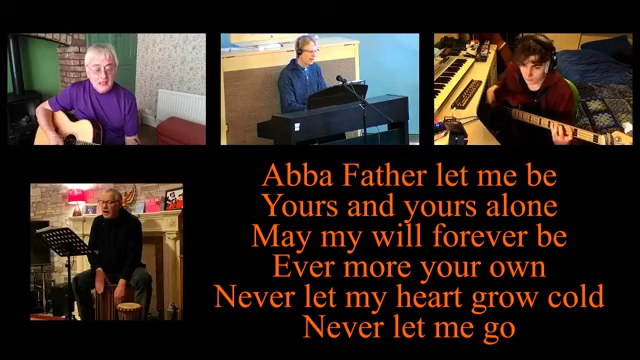 Abba Father let me be
Yours and yours alone
May my will forever be
Ever more your own
Never let my heart grow cold
Never let me go